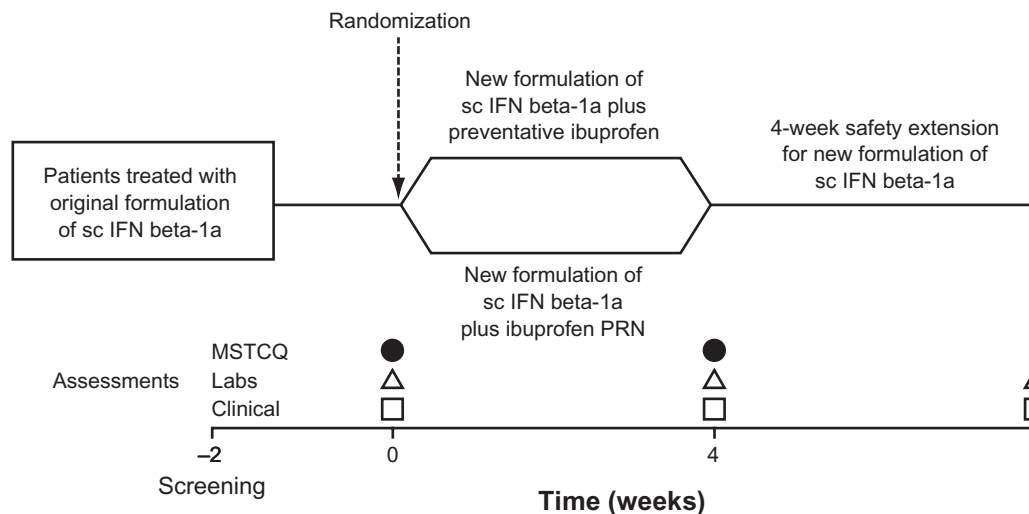 Randomization
New formulation of
sc IFN beta-1a plus
preventative ibuprofen
4-week safety extension
for new formulation of
sc IFN beta-1a
Patients treated with
original formulation
of sc IFN beta-1a
New formulation of
sc IFN beta-1a
plus ibuprofen PRN
MSTCQ
Assessments Labs
Clinical
–2 0 4
Screening
Time (weeks)